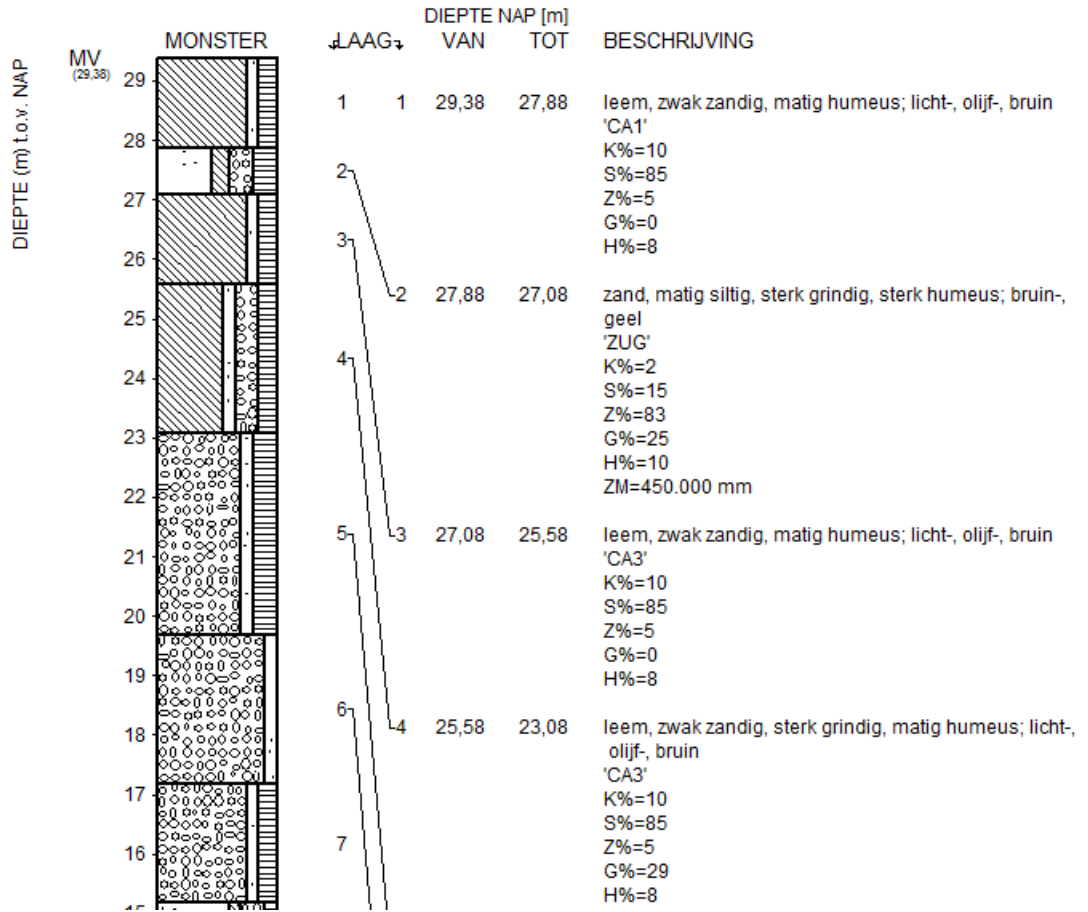 DIEPTE NAP [m]
MONSTER LAAG VAN TOT BESCHRIJVING
MV
(29,38)
DIEPTE (m) t.o.v. NAP
29
28
27
26
25
24
23
22
21
20
19
18
17
16
15
1 1 29,38 27,88 leem, zwak zandig, matig humeus; licht-, olijf-, bruin
'CA1'
K%=10
S%=85
Z%=5
G%=0
H%=8
2
3
2 27,88 27,08 zand, matig siltig, sterk grindig, sterk humeus; bruin-,
geel
'ZUG'
K%=2
S%=15
Z%=83
G%=25
H%=10
ZM=450.000 mm
4
5
3 27,08 25,58 leem, zwak zandig, matig humeus; licht-, olijf-, bruin
'CA3'
K%=10
S%=85
Z%=5
G%=0
H%=8
6
4 25,58 23,08 leem, zwak zandig, sterk grindig, matig humeus; licht-,
olijf-, bruin
'CA3'
K%=10
S%=85
Z%=5
G%=29
H%=8
7